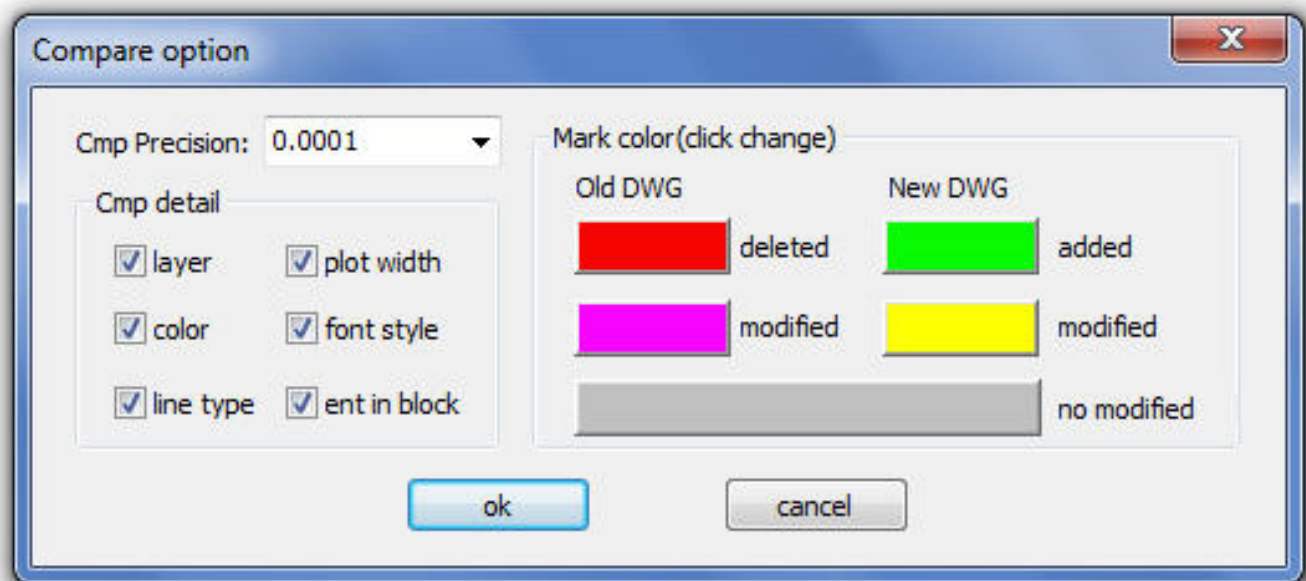 Compare option
X
Cmp Precision: 0.0001
Cmp detail
layer
plot width
color
font style
line type
ent in block
Mark color(click change)
Old DWG
New DWG
deleted
added
modified
modified
no modified
ok
cancel